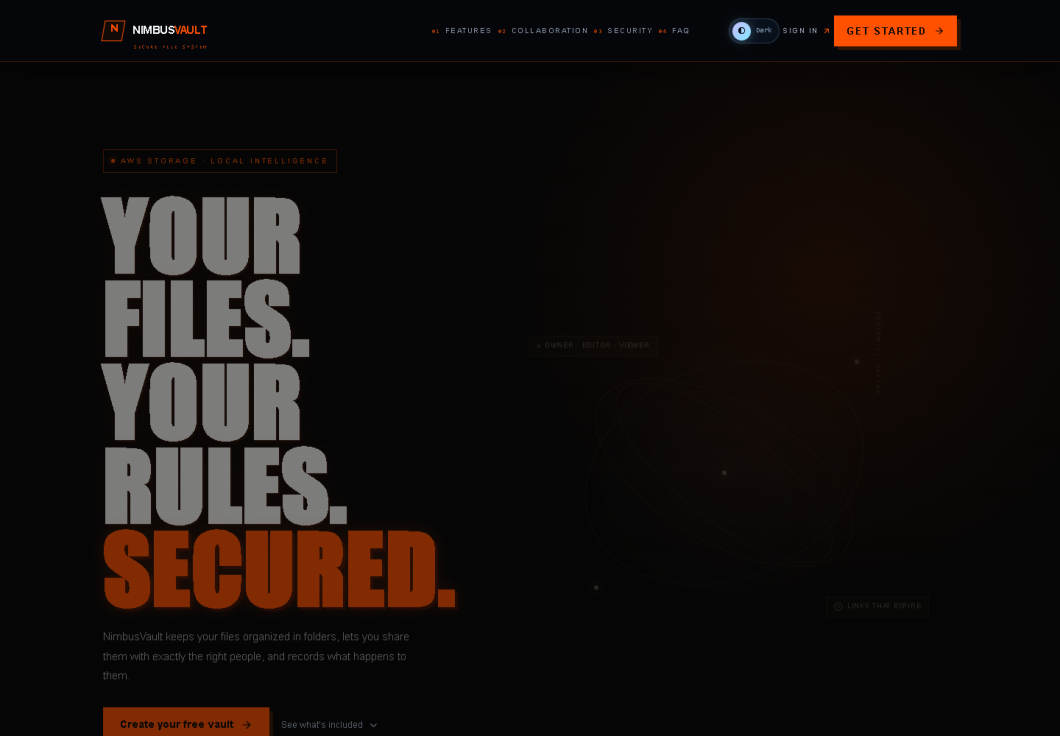 N NIMBUSVAULT
SECURE FILE SYSTEM
01 FEATURES 02 COLLABORATION 03 SECURITY 04 FAQ
Dark
SIGN IN ↗
GET STARTED →
AWS STORAGE · LOCAL INTELLIGENCE
YOUR
FILES.
YOUR
RULES.
SECURED.
NimbusVault keeps your files organized in folders, lets you share
them with exactly the right people, and records what happens to
them.
Create your free vault →
See what's included
OWNER · EDITOR · VIEWER
LINKS THAT EXPIRE